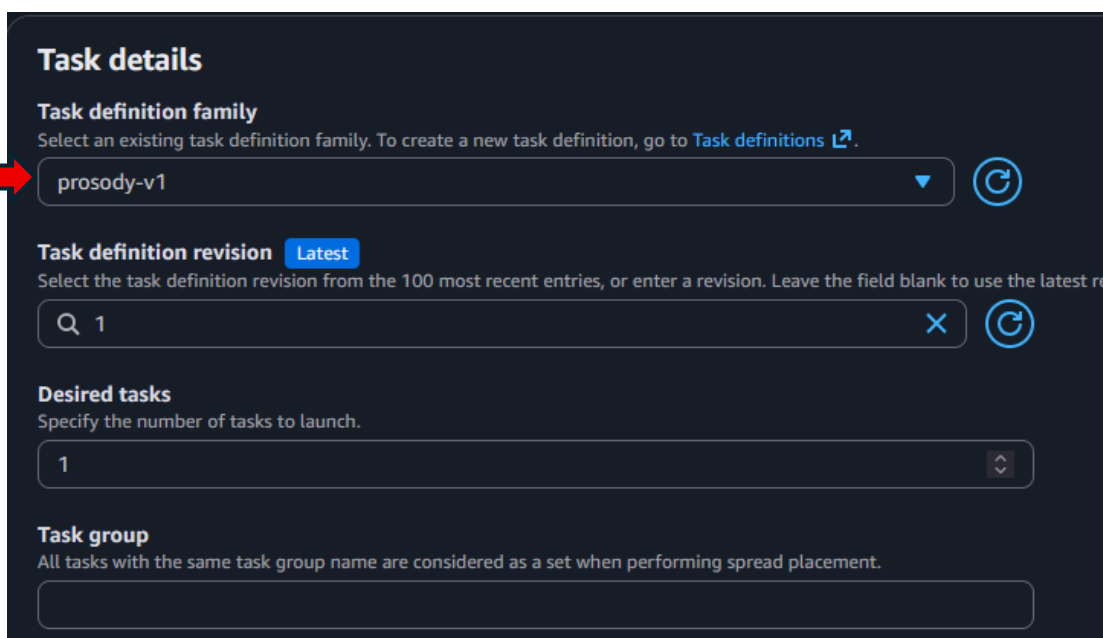 Task details
Task definition family
Select an existing task definition family. To create a new task definition, go to Task definitions.
prosody-v1
Task definition revision Latest
Select the task definition revision from the 100 most recent entries, or enter a revision. Leave the field blank to use the latest re
1
Desired tasks
Specify the number of tasks to launch.
1
Task group
All tasks with the same task group name are considered as a set when performing spread placement.